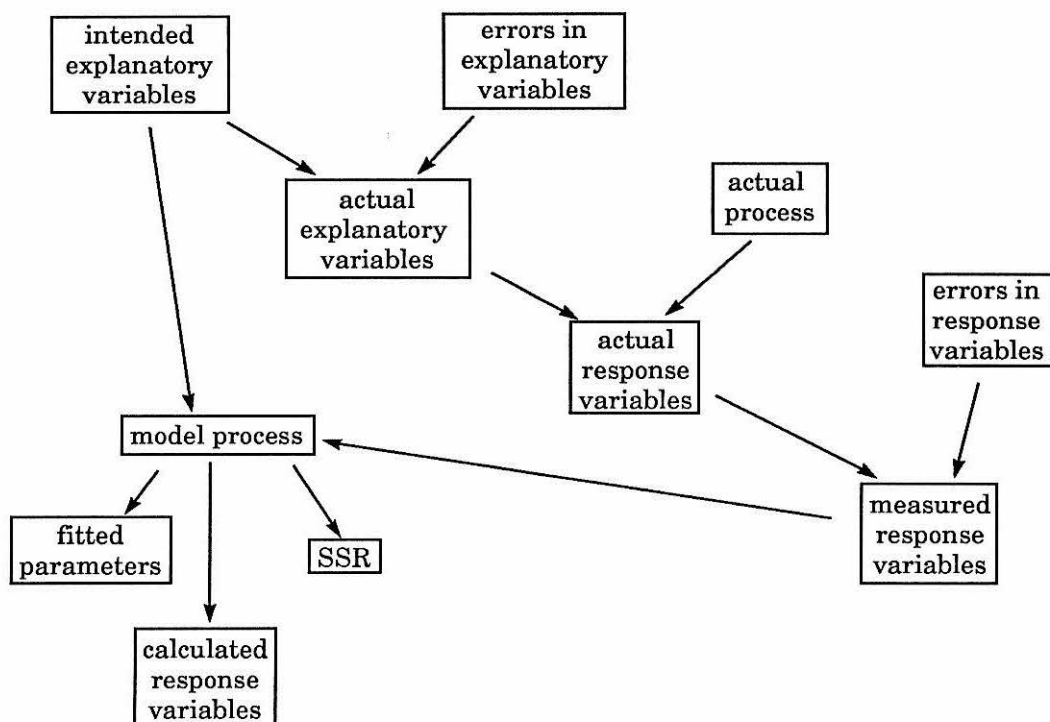 intended
explanatory
variables
errors in
explanatory
variables
actual
explanatory
variables
actual
process
errors in
response
variables
actual
response
variables
model process
measured
response
variables
fitted
parameters
SSR
calculated
response
variables